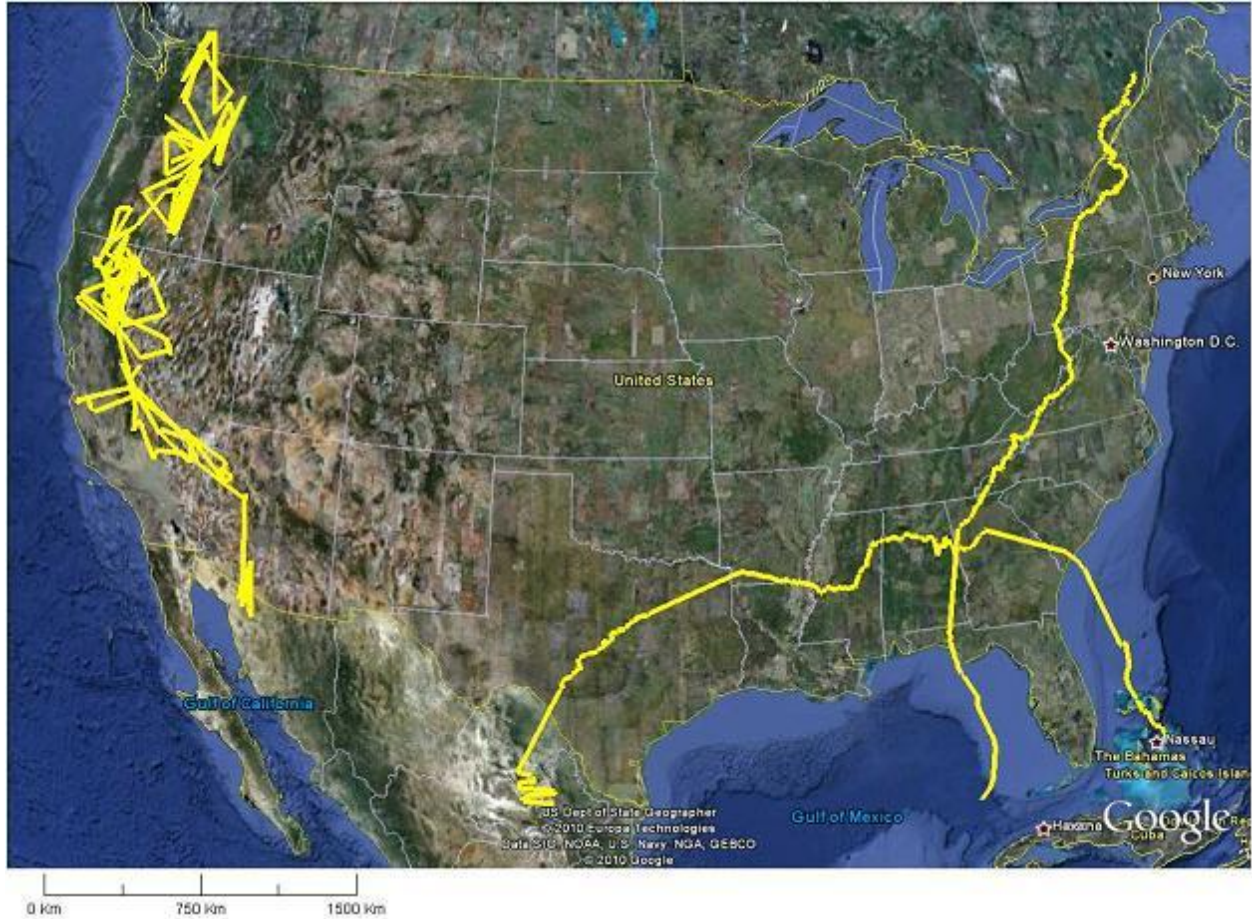 New York
Washington D.C.
United States
Gulf of California
Nassau
The Bahamas
Turks and Caicos Islan
US Dept of State Geographer
© 2010 Europa Technologies
Data SIO, NOAA, U.S. Navy, NGA, GEBCO
© 2010 Google
Gulf of Mexico
Havana
Cuba
Google
0 Km
750 Km
1500 Km